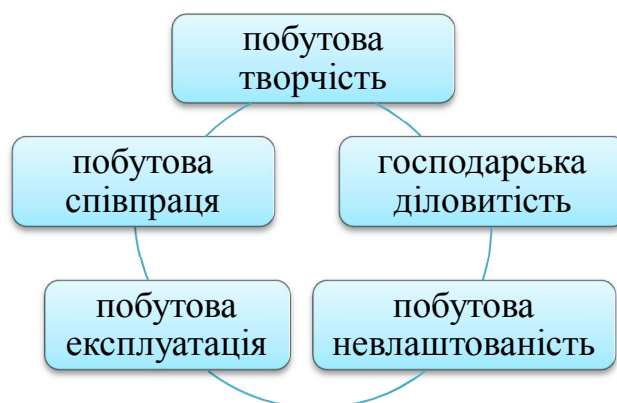 побутова
творчість
побутова
співпраця
господарська
діловитість
побутова
експлуатація
побутова
невлаштованість